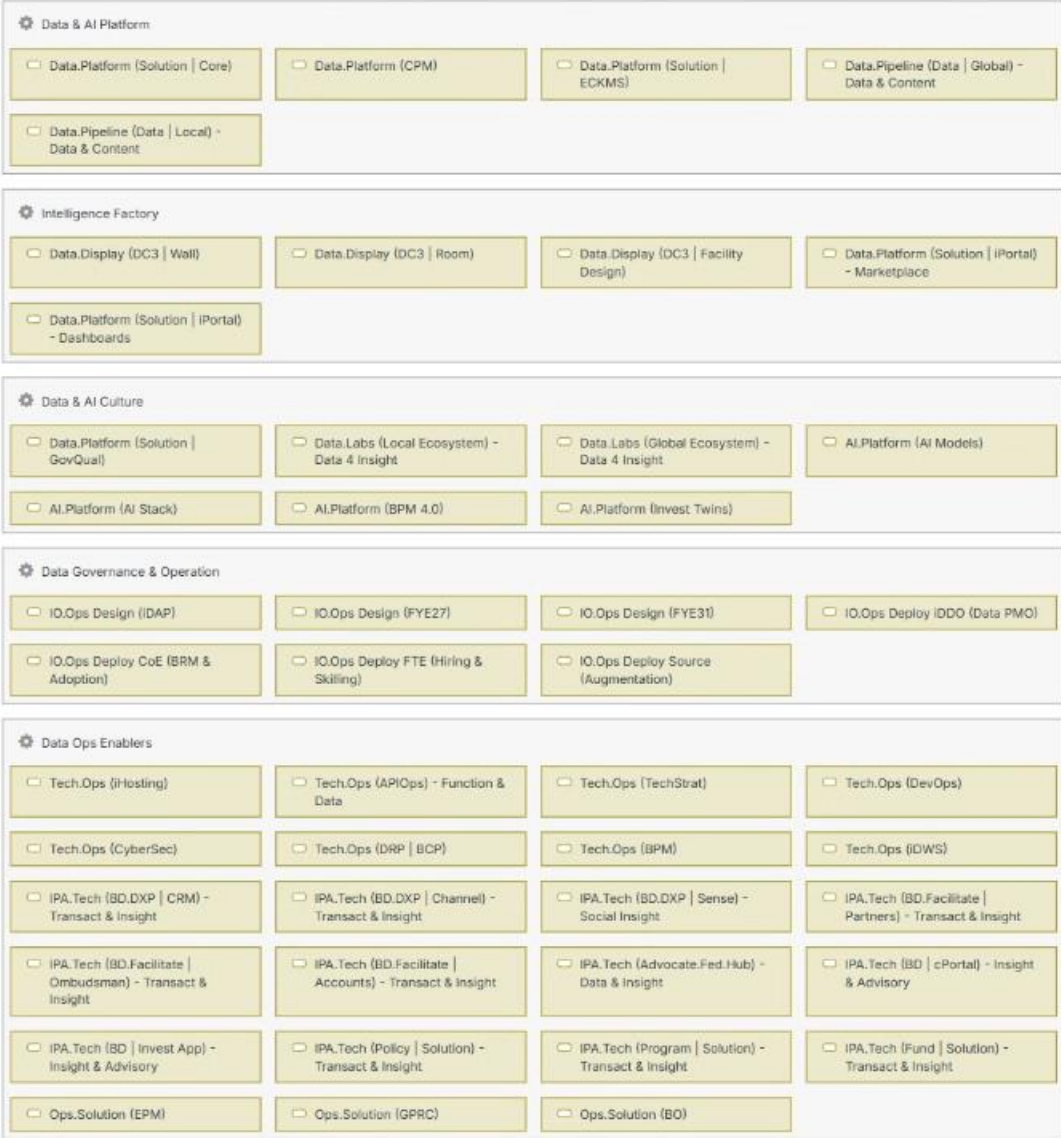 Data & AI Platform
Data.Platform (Solution | Core)
Data.Platform (CPM)
Data.Platform (Solution |
ECKMS)
Data.Pipeline (Data | Global) -
Data & Content
Data.Pipeline (Data | Local) -
Data & Content
Intelligence Factory
Data.Display (DC3 | Wall)
Data.Display (DC3 | Room)
Data.Display (DC3 | Facility
Design)
Data.Platform (Solution | iPortal)
- Marketplace
Data.Platform (Solution | iPortal)
- Dashboards
Data & AI Culture
Data.Platform (Solution |
GovQual)
Data.Labs (Local Ecosystem) -
Data 4 Insight
Data.Labs (Global Ecosystem) -
Data 4 Insight
AI.Platform (AI Models)
AI.Platform (AI Stack)
AI.Platform (BPM 4.0)
AI.Platform (Invest Twins)
Data Governance & Operation
IO.Ops Design (iDAP)
IO.Ops Design (FYE27)
IO.Ops Design (FYE31)
IO.Ops Deploy iDDO (Data PMO)
IO.Ops Deploy CoE (BRM &
Adoption)
IO.Ops Deploy FTE (Hiring &
Skilling)
IO.Ops Deploy Source
(Augmentation)
Data Ops Enablers
Tech.Ops (iHosting)
Tech.Ops (APIOps) - Function &
Data
Tech.Ops (TechStrat)
Tech.Ops (DevOps)
Tech.Ops (CyberSec)
Tech.Ops (DRP | BCP)
Tech.Ops (BPM)
Tech.Ops (iDWS)
IPA.Tech (BD.DXP | CRM) -
Transact & Insight
IPA.Tech (BD.DXP | Channel) -
Transact & Insight
IPA.Tech (BD.DXP | Sense) -
Social Insight
IPA.Tech (BD.Facilitate |
Partners) - Transact & Insight
IPA.Tech (BD.Facilitate |
Ombudsman) - Transact &
Insight
IPA.Tech (BD.Facilitate |
Accounts) - Transact & Insight
IPA.Tech (Advocate.Fed.Hub) -
Data & Insight
IPA.Tech (BD | cPortal) - Insight
& Advisory
IPA.Tech (BD | Invest App) -
Insight & Advisory
IPA.Tech (Policy | Solution) -
Transact & Insight
IPA.Tech (Program | Solution) -
Transact & Insight
IPA.Tech (Fund | Solution) -
Transact & Insight
Ops.Solution (EPM)
Ops.Solution (GPRC)
Ops.Solution (BO)